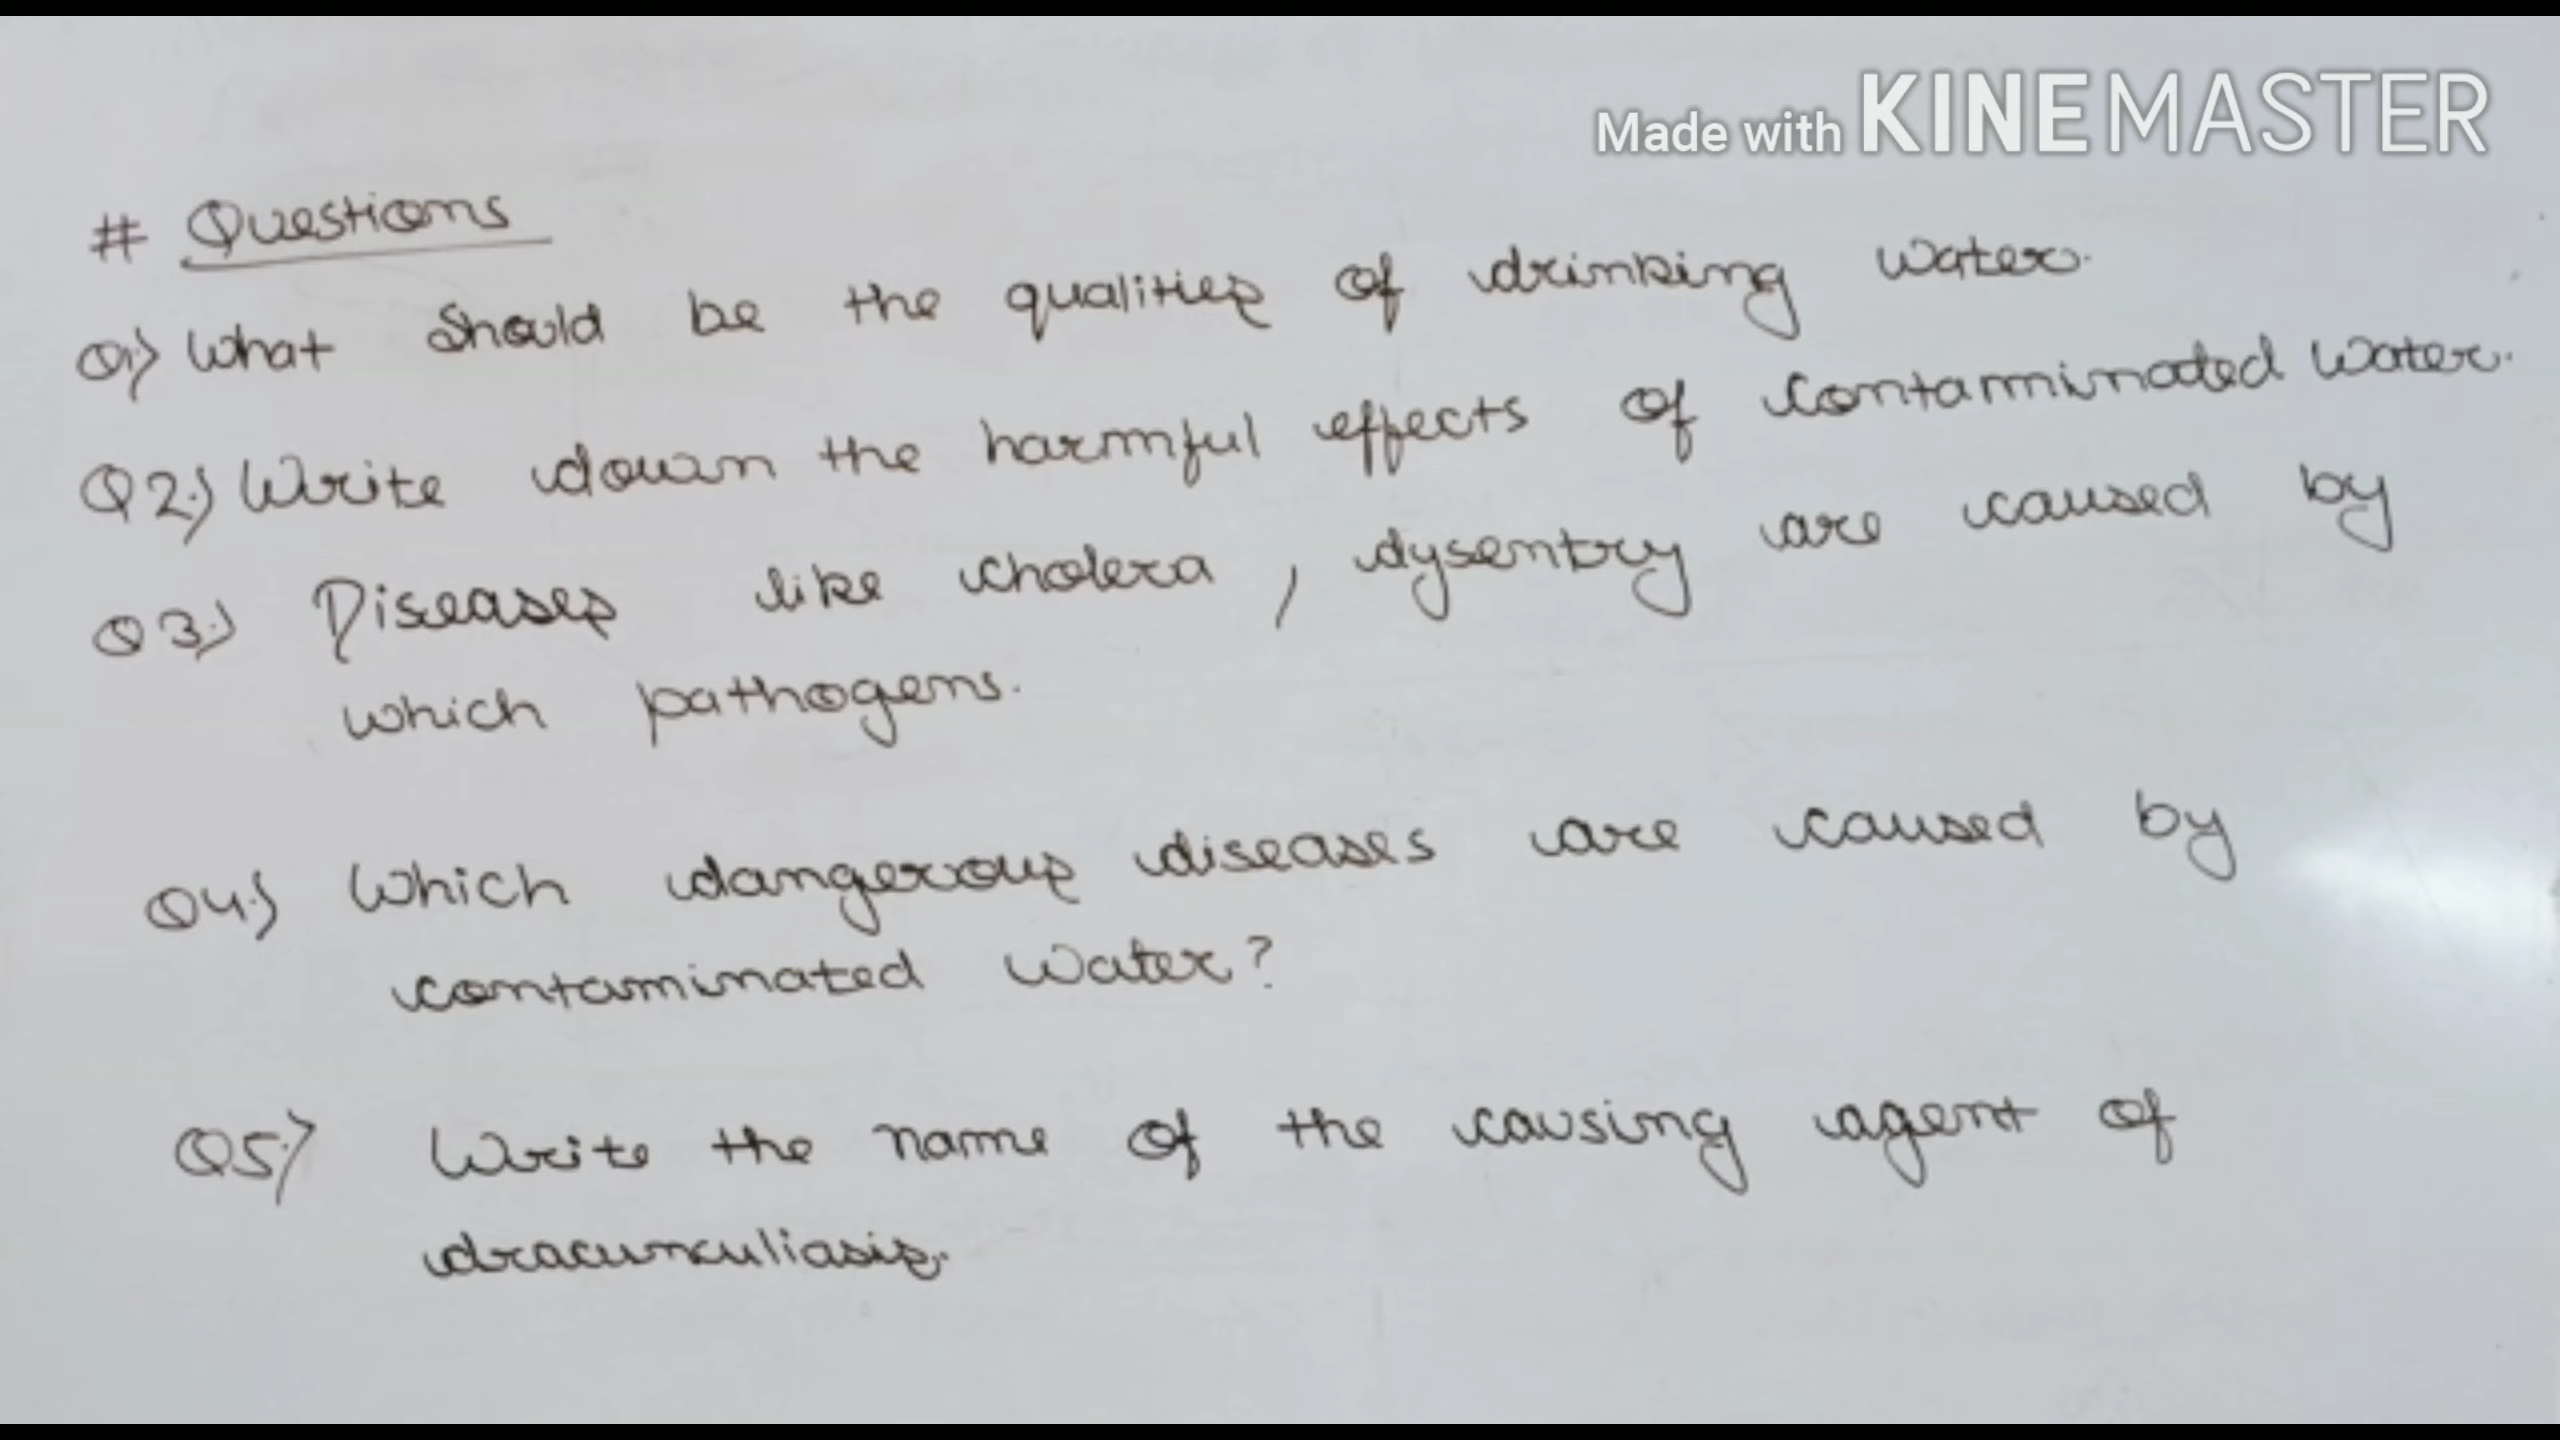 Made with KINEMASTER
# Questions
Q1) What should be the qualities of drinking water.
Q2.) Write down the harmful effects of contaminated water.
Q3.) Diseases like cholera, dysentry are caused by
which pathogens.
Q4.) Which dangerous diseases are caused by
contaminated water?
Q5.) Write the name of the causing agent of
dracunculiasis.